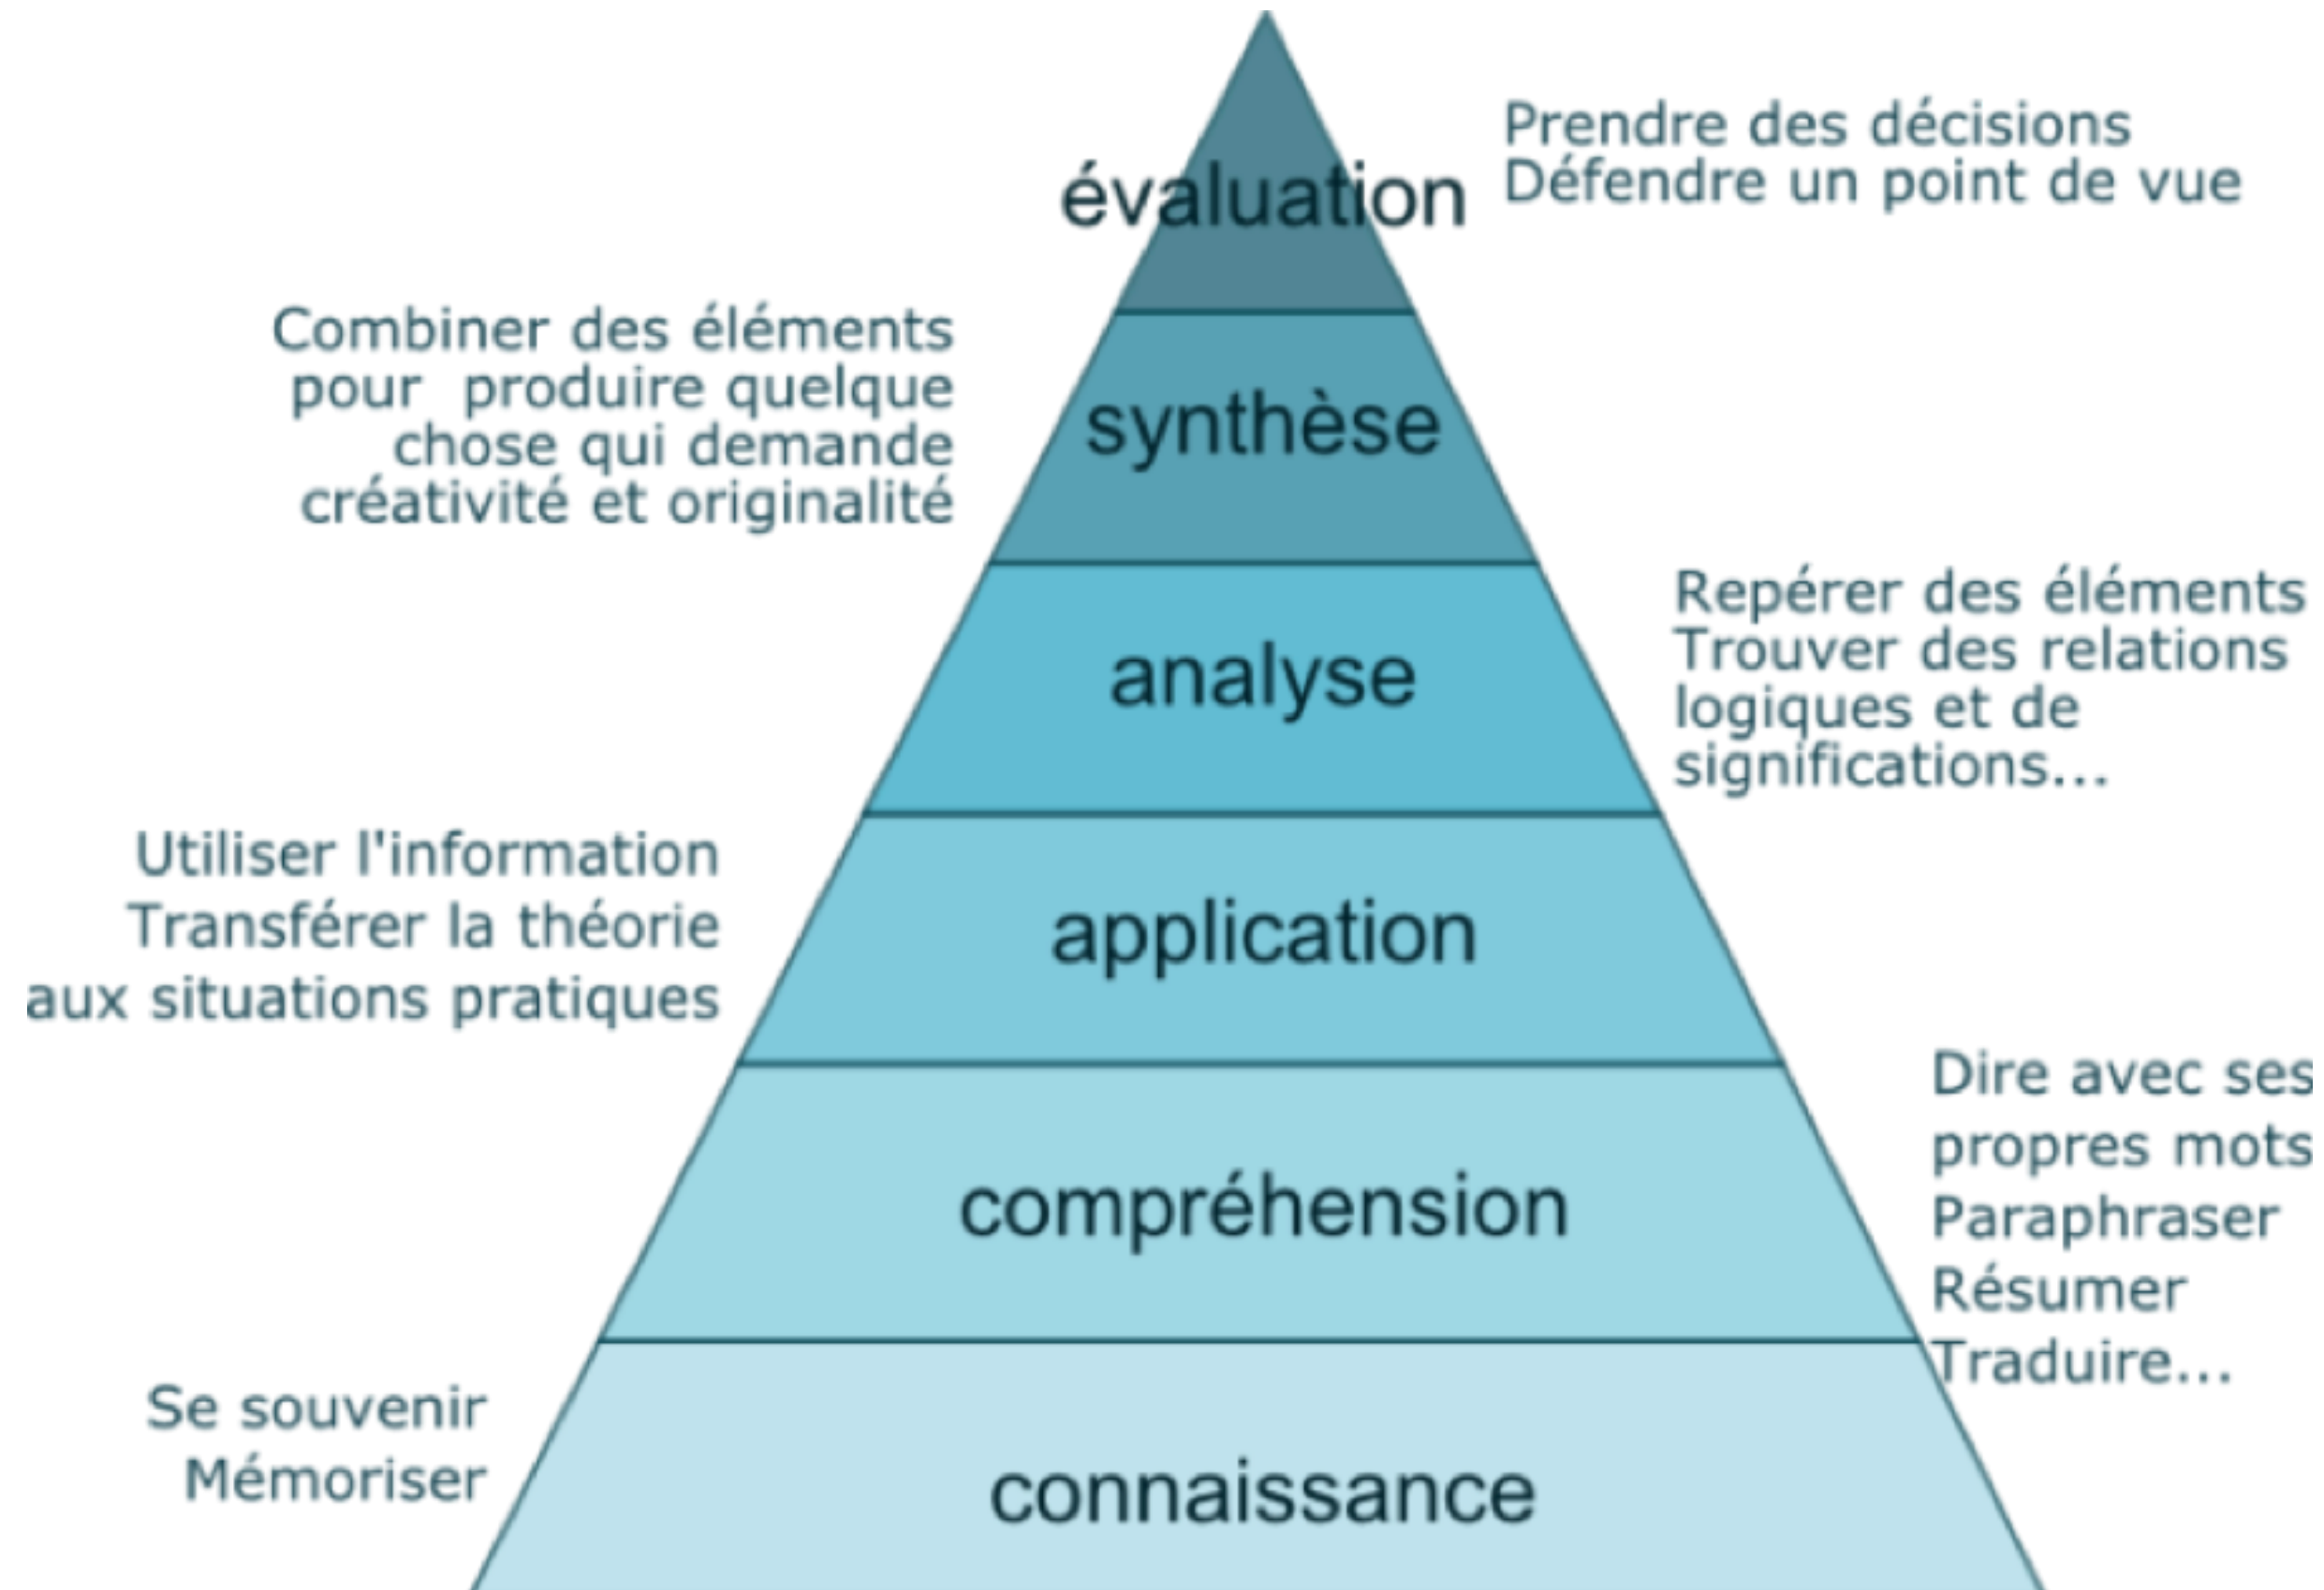 Prendre des décisions
Défendre un point de vue
évaluation
Combiner des éléments
pour produire quelque
chose qui demande
créativité et originalité
synthèse
Repérer des éléments
Trouver des relations
logiques et de
significations...
analyse
Utiliser l'information
Transférer la théorie
aux situations pratiques
application
Dire avec ses
propres mots
Paraphraser
Résumer
Traduire...
compréhension
Se souvenir
Mémoriser
connaissance